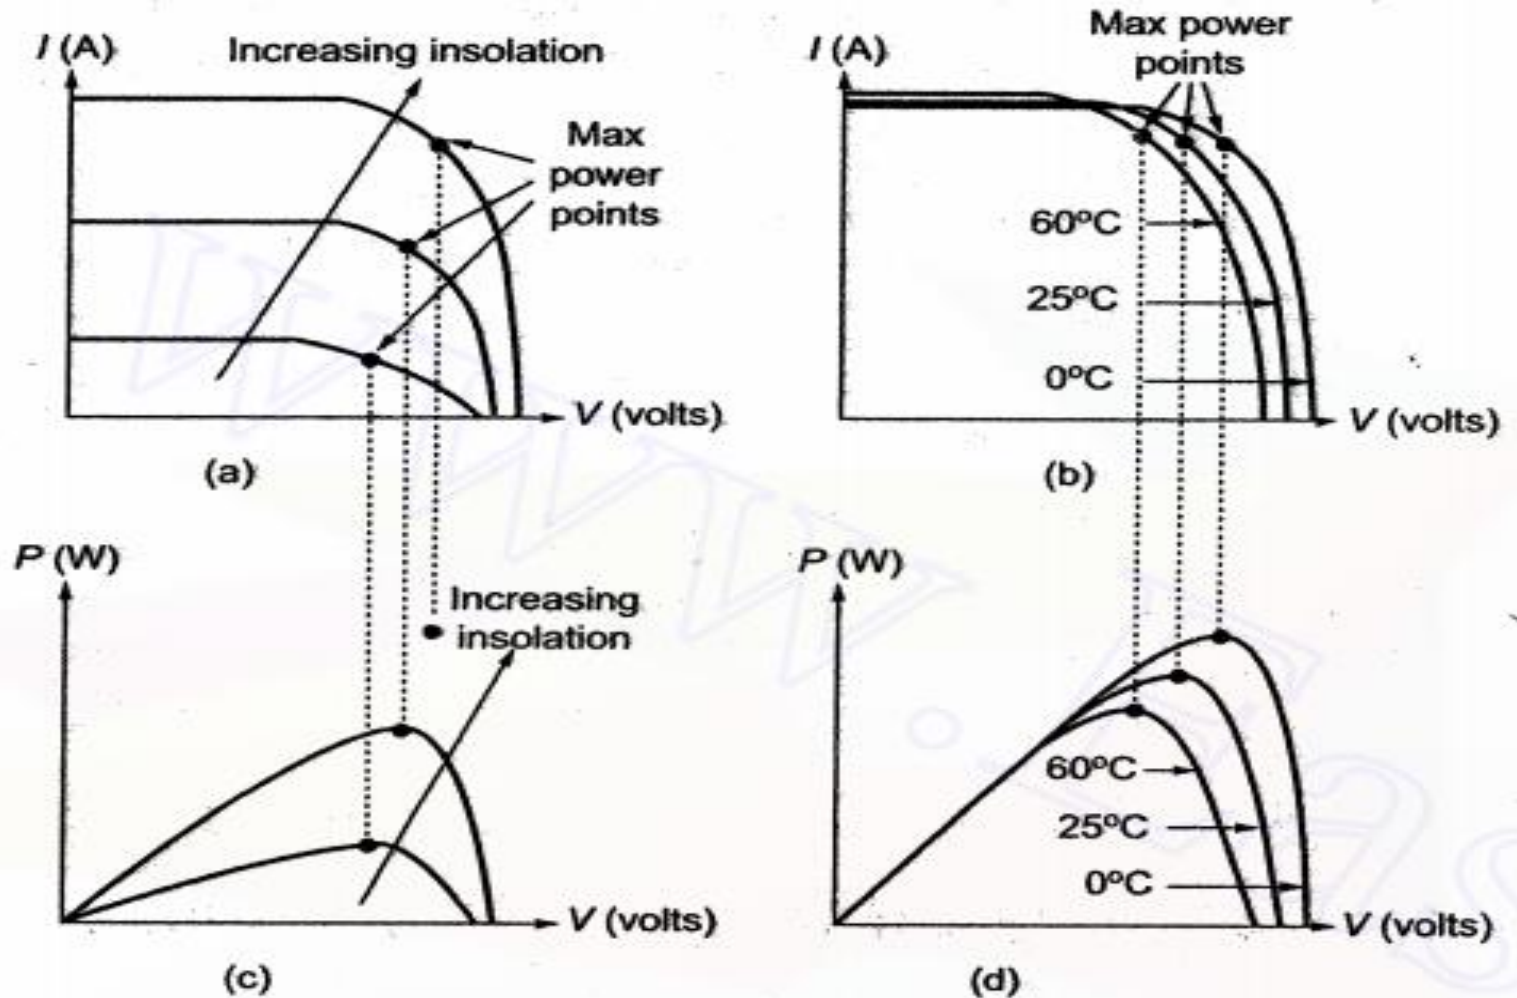 I (A)
Increasing insolation
Max
power
points
V (volts)
(a)
I (A)
Max power
points
60ºC
25ºC
0ºC
V (volts)
(b)
P (W)
Increasing
insolation
V (volts)
(c)
P (W)
60ºC
25ºC
0ºC
V (volts)
(d)